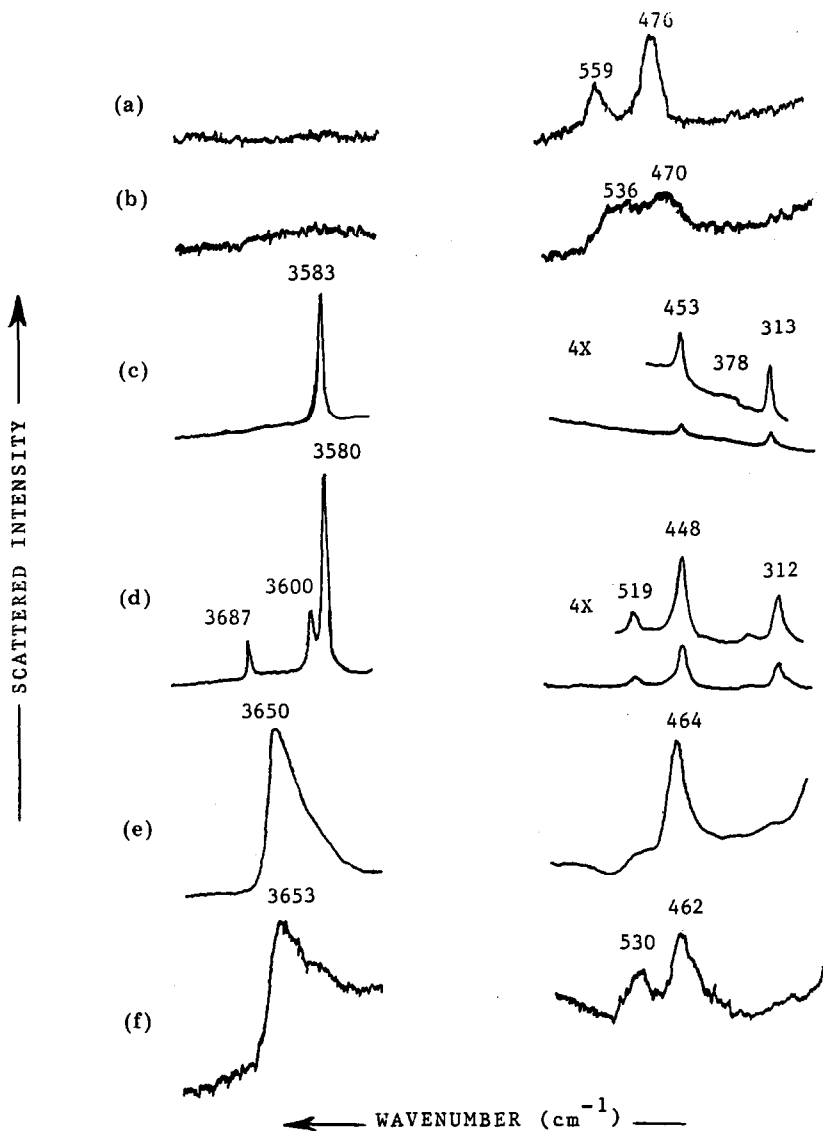 476
559
(a)
536 470
(b)
3583
453
313
4X
378
(c)
3580
448
3600
519
312
3687
4X
(d)
3650
464
(e)
3653
462
530
(f)
SCATTERED INTENSITY
WAVENUMBER (cm⁻¹)